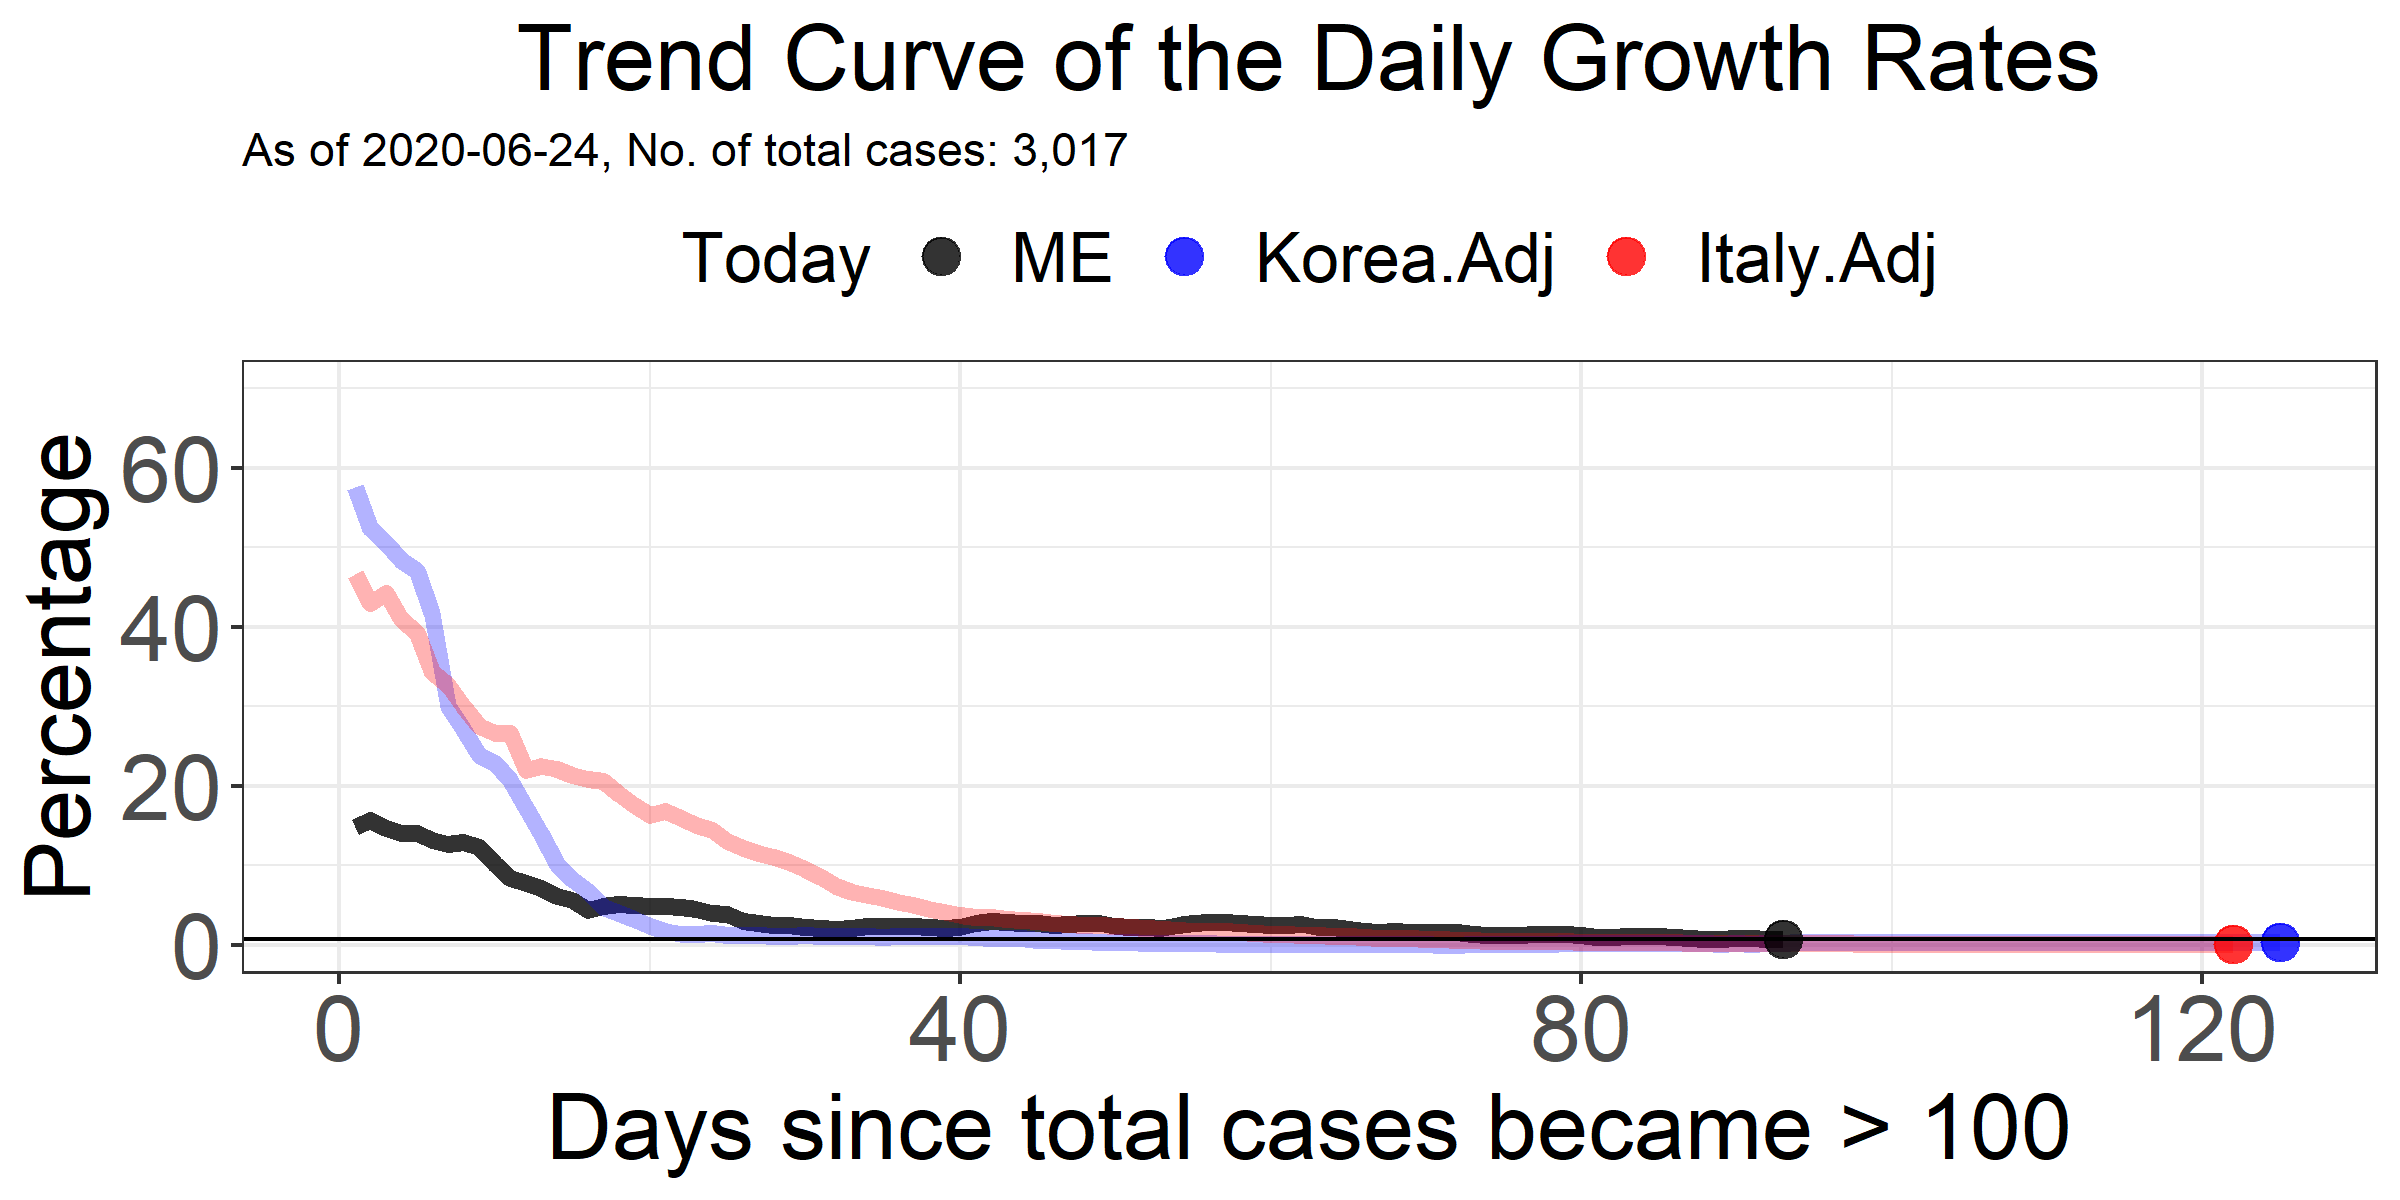 Trend Curve of the Daily Growth Rates
As of 2020-06-24, No. of total cases: 3,017
Today ME Korea.Adj Italy.Adj
Percentage
60
40
20
0
0 40 80 120
Days since total cases became > 100